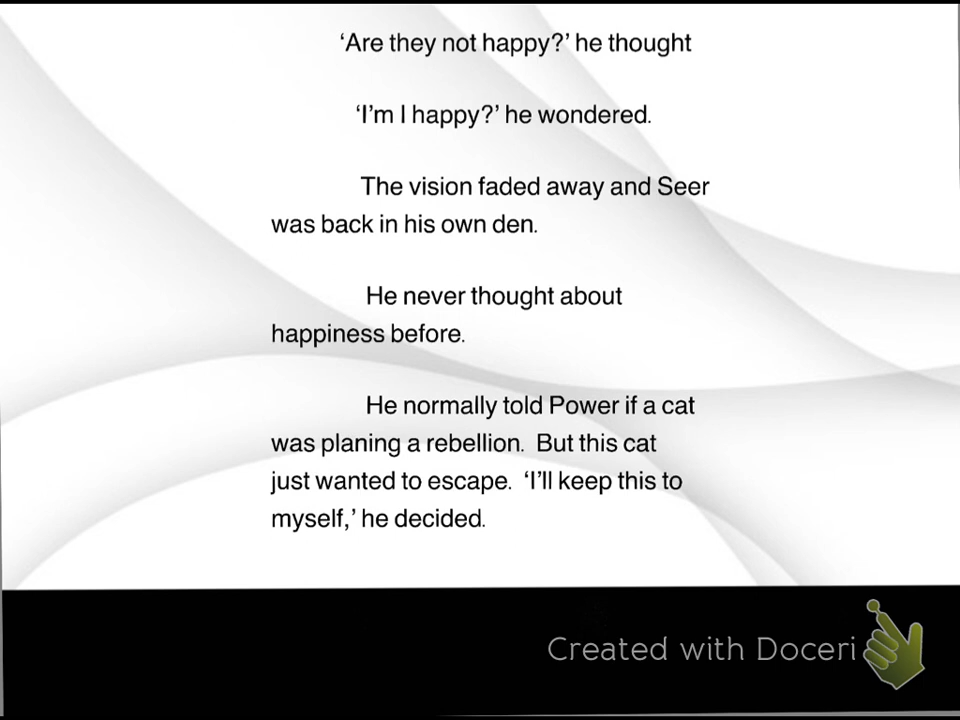 ‘Are they not happy?’ he thought
‘I’m I happy?’ he wondered.
The vision faded away and Seer
was back in his own den.
He never thought about
happiness before.
He normally told Power if a cat
was planing a rebellion.  But this cat
just wanted to escape.  ‘I’ll keep this to
myself,’ he decided.
Created with Doceri